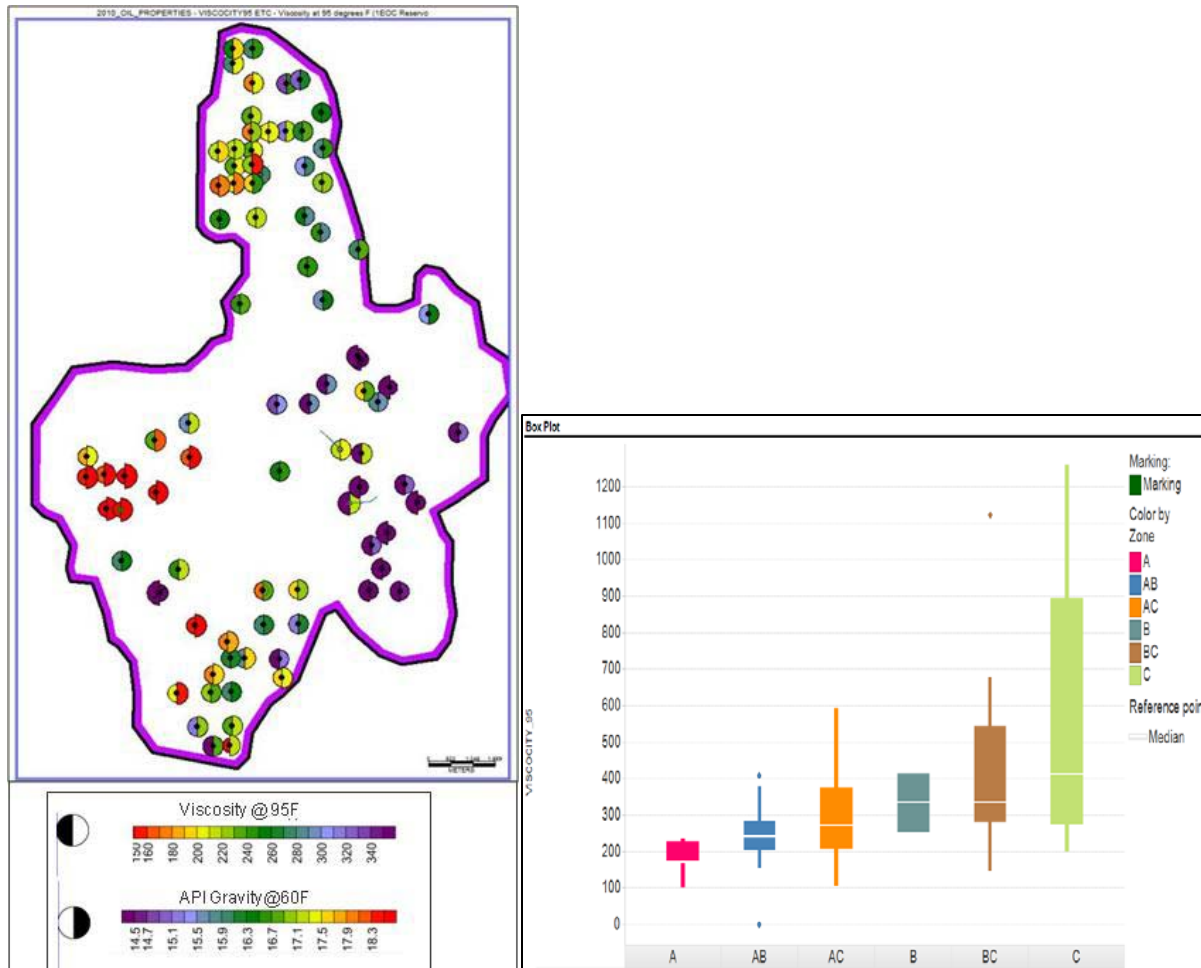 2010_OIL_PROPERTIES - VISCOCITY95 ETC - Viscosity at 95 degrees F (1EOC Reservo
METERS
Viscosity @95F
150 160 180 200 220 240 260 280 300 320 340
API Gravity@60F
14.5 14.7 15.1 15.5 15.9 16.3 16.7 17.1 17.5 17.9 18.3
Box Plot
VISCOCITY_95
1200
1100
1000
900
800
700
600
500
400
300
200
100
0
A AB AC B BC C
Marking:
Marking
Color by
Zone
A
AB
AC
B
BC
C
Reference poin
Median